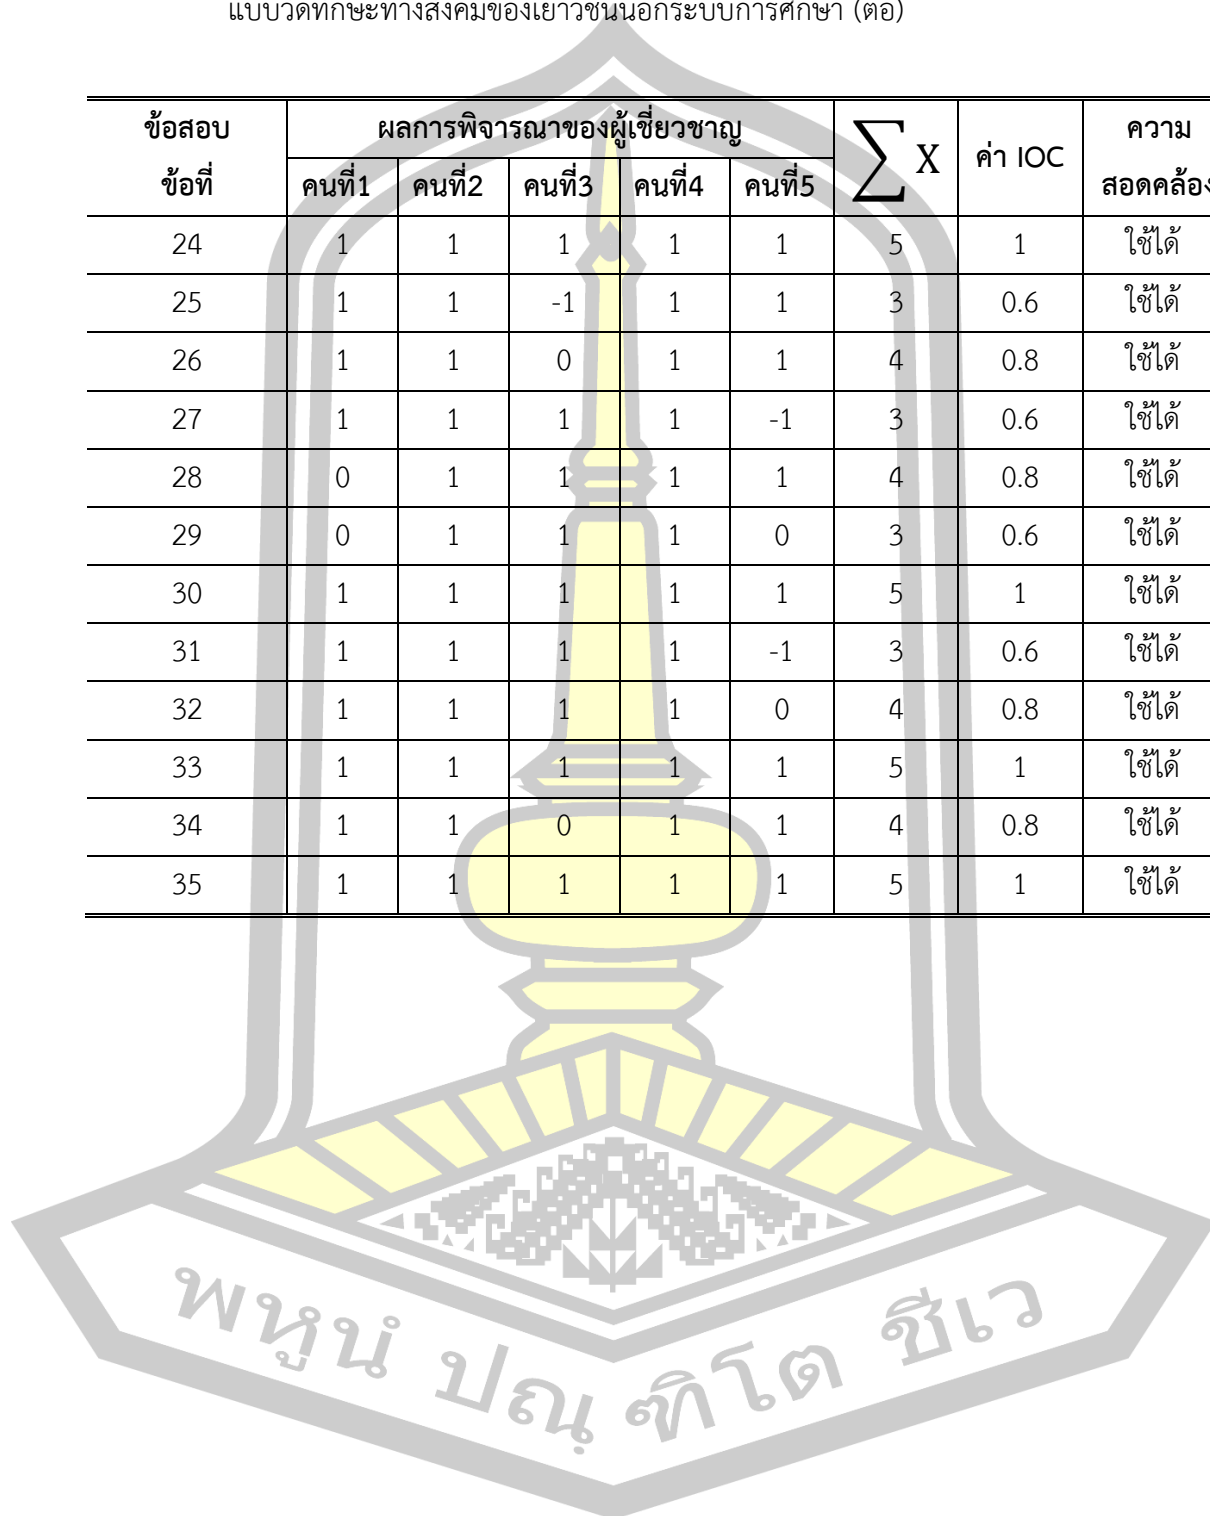 แบบวัดทักษะทางสังคมของเยาวชนนอกระบบการศึกษา (ต่อ)
ข้อสอบ ข้อที่ ผลการพิจารณาของผู้เชี่ยวชาญ ∑X ค่า IOC ความ สอดคล้อง
คนที่1 คนที่2 คนที่3 คนที่4 คนที่5
24 1 1 1 1 1 5 1 ใช้ได้
25 1 1 -1 1 1 3 0.6 ใช้ได้
26 1 1 0 1 1 4 0.8 ใช้ได้
27 1 1 1 1 -1 3 0.6 ใช้ได้
28 0 1 1 1 1 4 0.8 ใช้ได้
29 0 1 1 1 0 3 0.6 ใช้ได้
30 1 1 1 1 1 5 1 ใช้ได้
31 1 1 1 1 -1 3 0.6 ใช้ได้
32 1 1 1 1 0 4 0.8 ใช้ได้
33 1 1 1 1 1 5 1 ใช้ได้
34 1 1 0 1 1 4 0.8 ใช้ได้
35 1 1 1 1 1 5 1 ใช้ได้
พหูนํ ปณฺฑิโต ชีเว